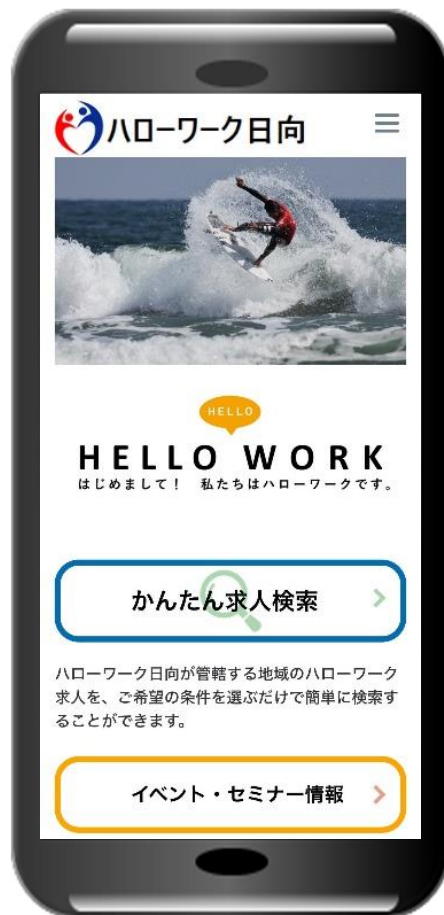 ハローワーク日向
HELLO
HELLO WORK
はじめまして！　私たちはハローワークです。
かんたん求人検索
ハローワーク日向が管轄する地域のハローワーク
求人を、ご希望の条件を選ぶだけで簡単に検索す
ることができます。
イベント・セミナー情報